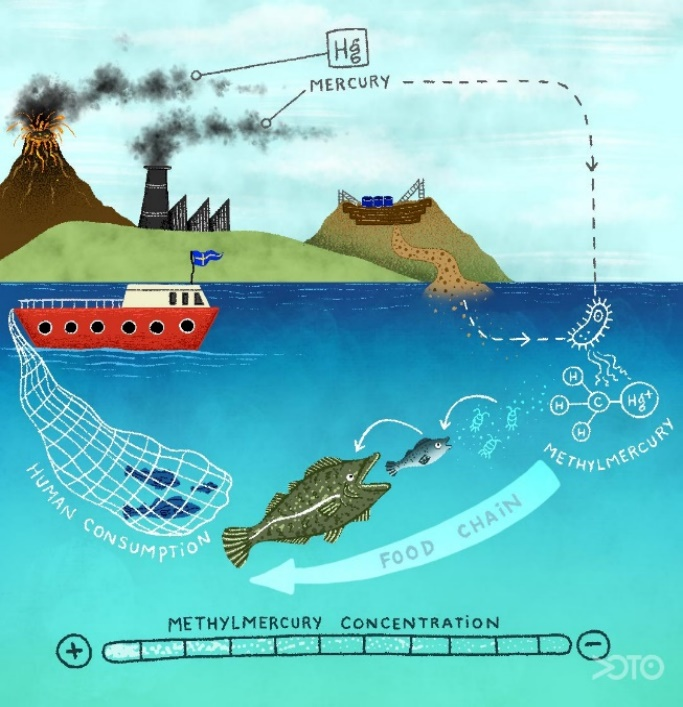 Hg
MERCURY
H
H
C
Hg+
H
METHYLMERCURY
FOOD CHAIN
HUMAN CONSUMPTION
METHYLMERCURY CONCENTRATION
+
−